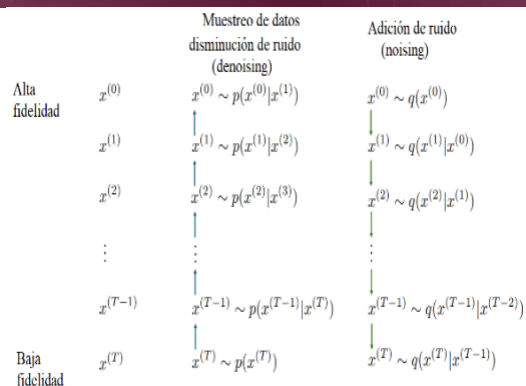 Muestreo de datos
disminución de ruido
(denoising)
Adición de ruido
(noising)
Alta
fidelidad
x^(0) x^(0) ∼ p(x^(0)|x^(1)) x^(0) ∼ q(x^(0))
x^(1) x^(1) ∼ p(x^(1)|x^(2)) x^(1) ∼ q(x^(1)|x^(0))
x^(2) x^(2) ∼ p(x^(2)|x^(3)) x^(2) ∼ q(x^(2)|x^(1))
⋮ ⋮ ⋮
x^(T−1) x^(T−1) ∼ p(x^(T−1)|x^(T)) x^(T−1) ∼ q(x^(T−1)|x^(T−2))
Baja
fidelidad
x^(T) x^(T) ∼ p(x^(T)) x^(T) ∼ q(x^(T)|x^(T−1))